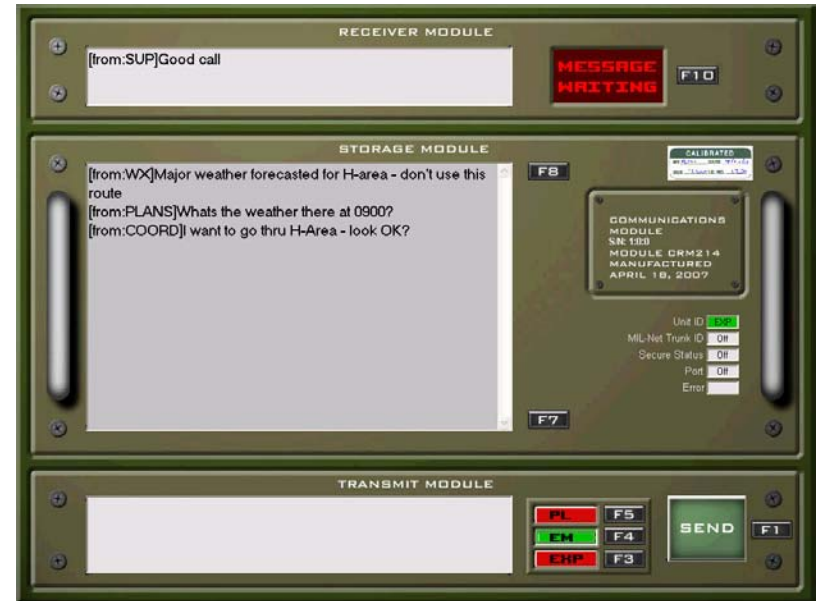 RECEIVER MODULE
[from:SUP]Good call
MESSAGE
WAITING
F10
STORAGE MODULE
[from:WX]Major weather forecasted for H-area - don't use this
route
[from:PLANS]Whats the weather there at 0900?
[from:COORD]I want to go thru H-Area - look OK?
F8
CALIBRATED
COMMUNICATIONS
MODULE
S.N: 1:0:0
MODULE CRM214
MANUFACTURED
APRIL 18, 2007
Unit ID EXP
MIL-Net Trunk ID Off
Secure Status Off
Port Off
Error
F7
TRANSMIT MODULE
PL F5
EM F4
EXP F3
SEND
F1